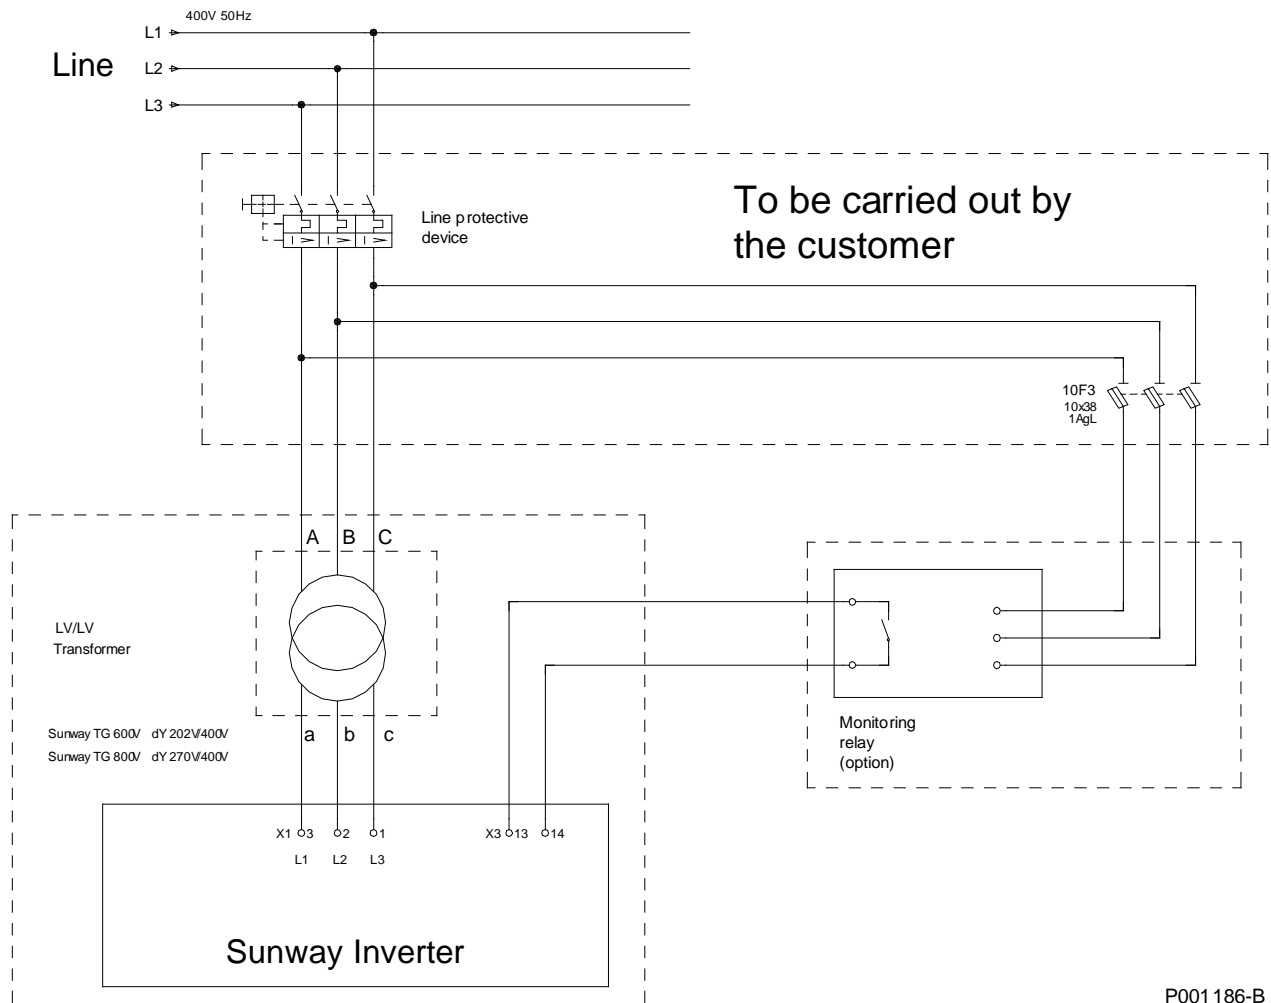 400V 50Hz
L1
Line
L2
L3
To be carried out by
the customer
Line protective
device
10F3
10x38
1AgL
A B C
LV/LV
Transformer
Monitoring
relay
(option)
Sunway TG 600V dY 202V/400V
Sunway TG 800V dY 270V/400V
a b c
X1 3 2 1
X3 13 14
L1 L2 L3
Sunway Inverter
P001186-B